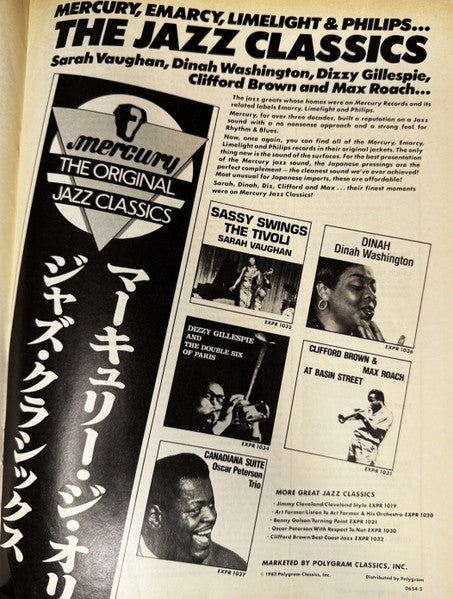 MERCURY, EMARCY, LIMELIGHT & PHILIPS...
THE JAZZ CLASSICS
Sarah Vaughan, Dinah Washington, Dizzy Gillespie,
Clifford Brown and Max Roach...
The jazz greats whose homes were on Mercury Records and its
related labels Emarcy, Limelight and Philips.
Mercury, for over three decades, built a reputation on a Jazz
sound with a no nonsense approach and a strong feel for
Rhythm & Blues.
Now, once again, you can find all of the Mercury, Emarcy,
Limelight and Philips records in their original jackets. The only
thing new is the sound of the surfaces. For the best presentation
of the Mercury jazz sound, the Japanese pressings are the
perfect complement – the cleanest sound we've ever achieved!
Most unusual for Japanese imports, these are affordable!
Sarah, Dinah, Diz, Clifford and Max ... their finest moments
were on Mercury Jazz Classics!
mercury
THE ORIGINAL
JAZZ CLASSICS
マーキュリー・ジ・オリ
ジャズ・クラシックス
SASSY SWINGS
THE TIVOLI
SARAH VAUGHAN
EXPR 1035
DINAH
Dinah Washington
EXPR 1036
DIZZY GILLESPIE
AND
THE DOUBLE SIX
OF PARIS
EXPR 1034
CLIFFORD BROWN &
MAX ROACH
AT BASIN STREET
EXPR 1031
CANADIANA SUITE
Oscar Peterson
Trio
EXPR 1037
MORE GREAT JAZZ CLASSICS
· Jimmy Cleveland/Cleveland Style EXPR 1019
· Art Farmer/Listen To Art Farmer & His Orchestra EXPR 1020
· Benny Golson/Turning Point EXPR 1021
· Oscar Peterson/With Respect To Nat EXPR 1030
· Clifford Brown/Best Coast Jazz EXPR 1032
MARKETED BY POLYGRAM CLASSICS, INC.
© 1982 Polygram Classics, Inc.
Distributed by Polygram
0654-5